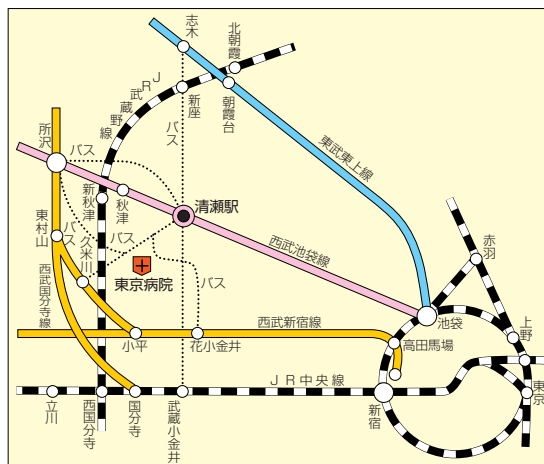 志木
北朝霞
JR武蔵野線
新座
朝霞台
バス
東武東上線
所沢
バス
新秋津
秋津
清瀬駅
赤羽
東村山
バス
久米川
バス
西武池袋線
東京病院
バス
西武国分寺線
池袋
西武新宿線
上野
小平
花小金井
高田馬場
JR中央線
東京
立川
西国分寺
国分寺
武蔵小金井
新宿